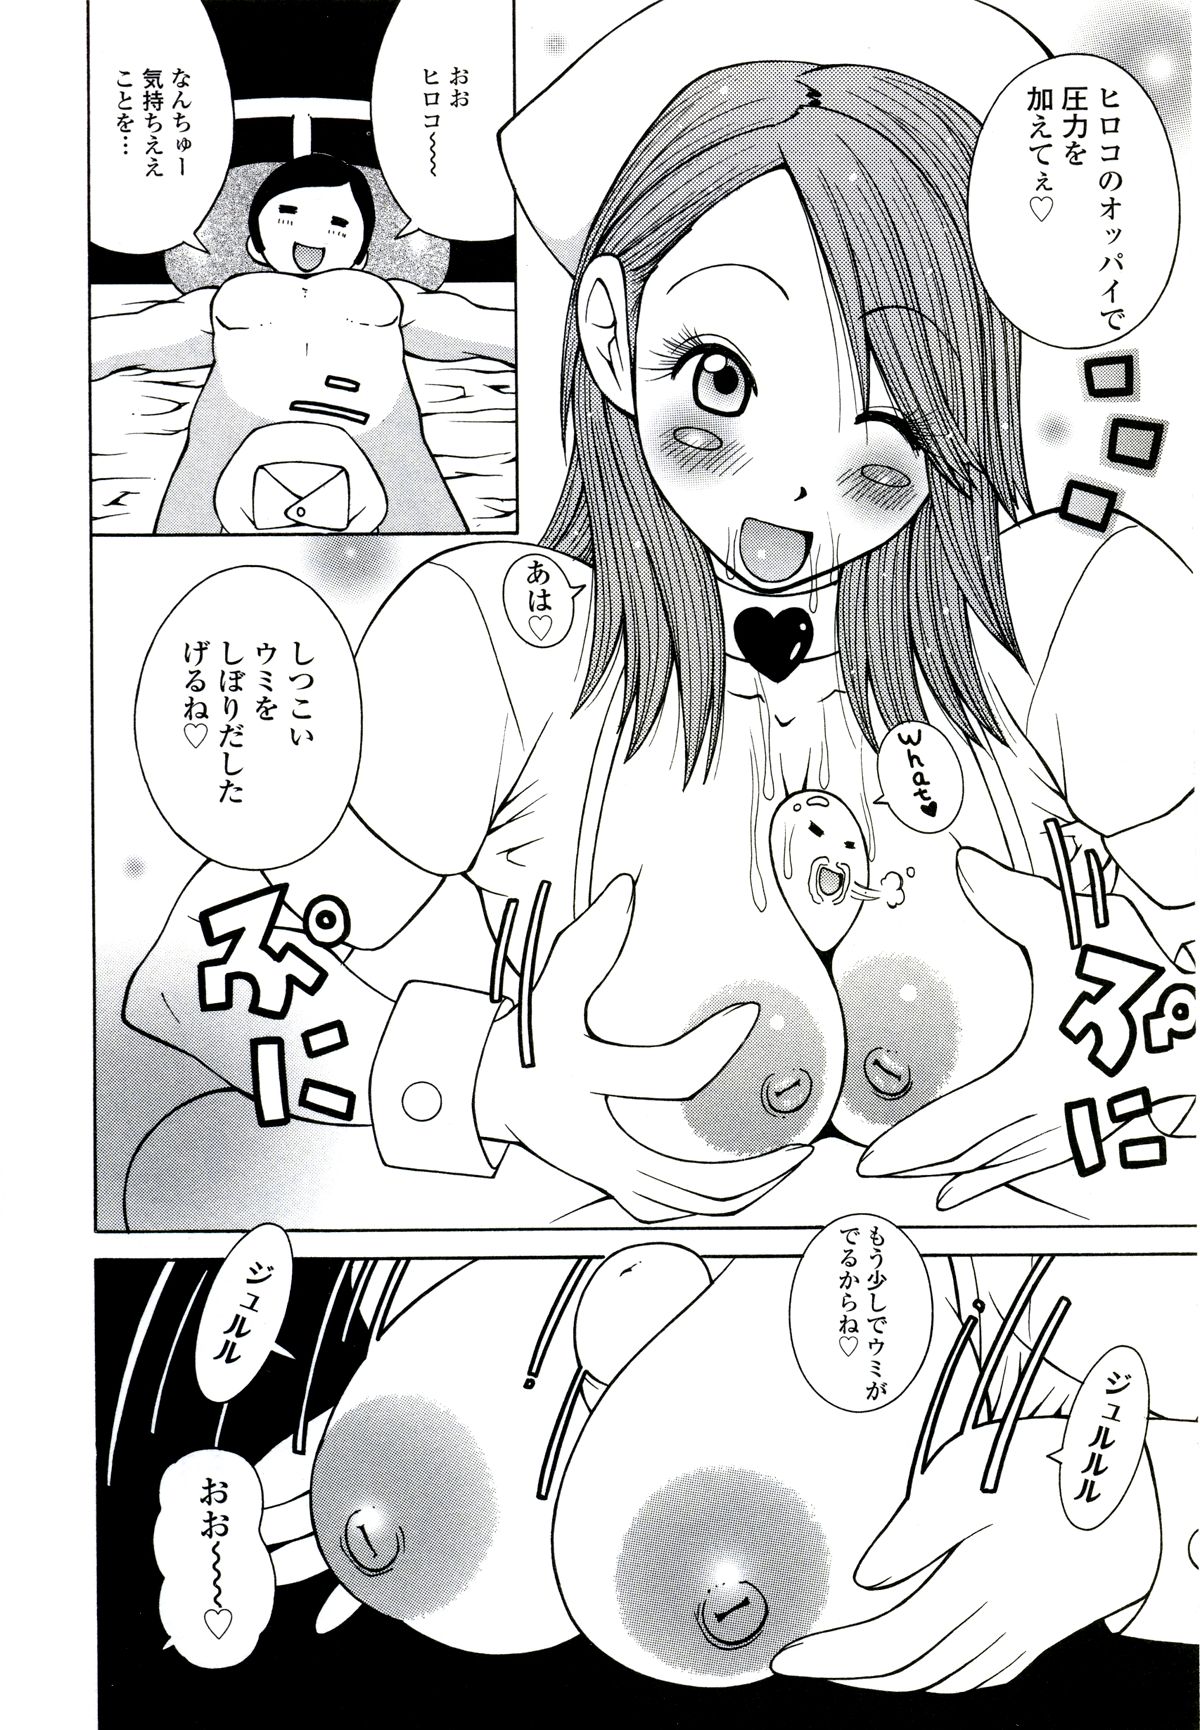 ヒロコのオッパイで
圧力を
加えてぇ♡
おお
ヒロコ〜〜
なんちゅー
気持ちええ
ことを…
あは♡
What♥
しつこい
ウミを
しぼりだした
げるね♡
ぷに
ぷに
もう少しでウミが
でるからね♡
ジュルルル
ジュルル
おお〜〜♡